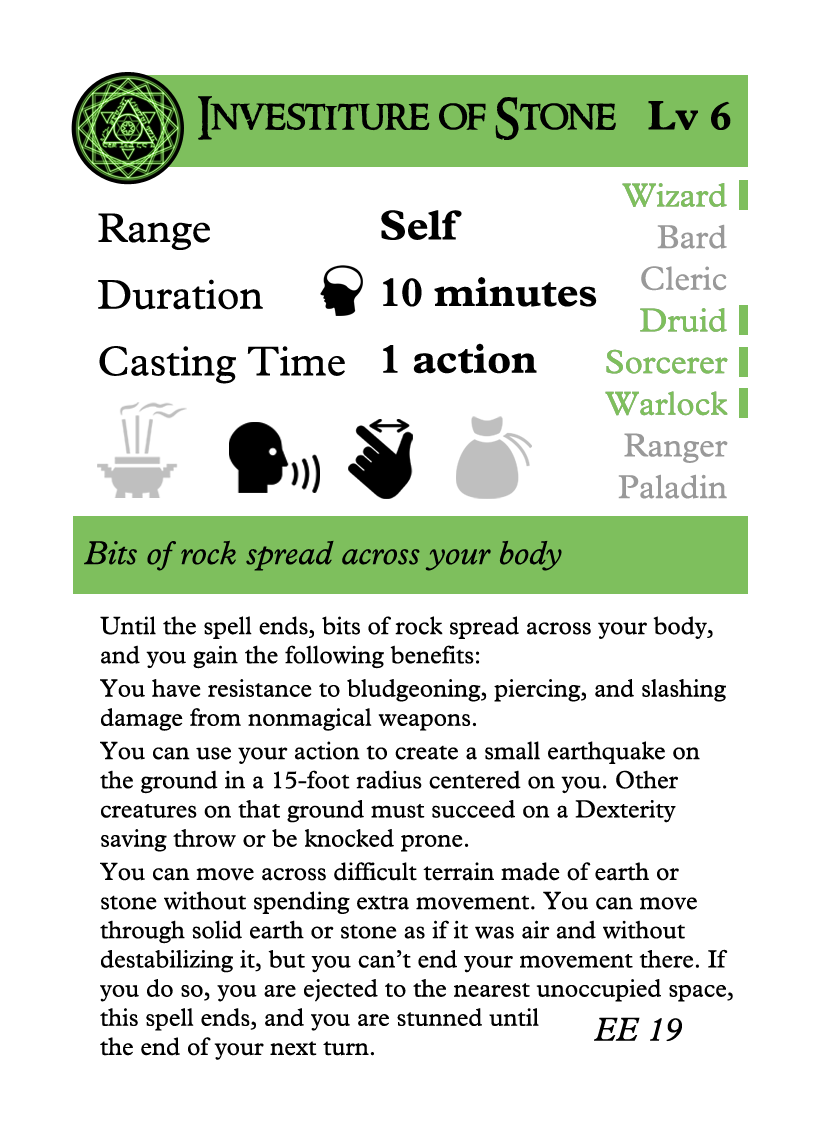 Investiture of Stone Lv 6
Wizard
Bard
Cleric
Druid
Sorcerer
Warlock
Ranger
Paladin
Range Self
Duration 10 minutes
Casting Time 1 action
Bits of rock spread across your body
Until the spell ends, bits of rock spread across your body,
and you gain the following benefits:
You have resistance to bludgeoning, piercing, and slashing
damage from nonmagical weapons.
You can use your action to create a small earthquake on
the ground in a 15-foot radius centered on you. Other
creatures on that ground must succeed on a Dexterity
saving throw or be knocked prone.
You can move across difficult terrain made of earth or
stone without spending extra movement. You can move
through solid earth or stone as if it was air and without
destabilizing it, but you can’t end your movement there. If
you do so, you are ejected to the nearest unoccupied space,
this spell ends, and you are stunned until
the end of your next turn.
EE 19